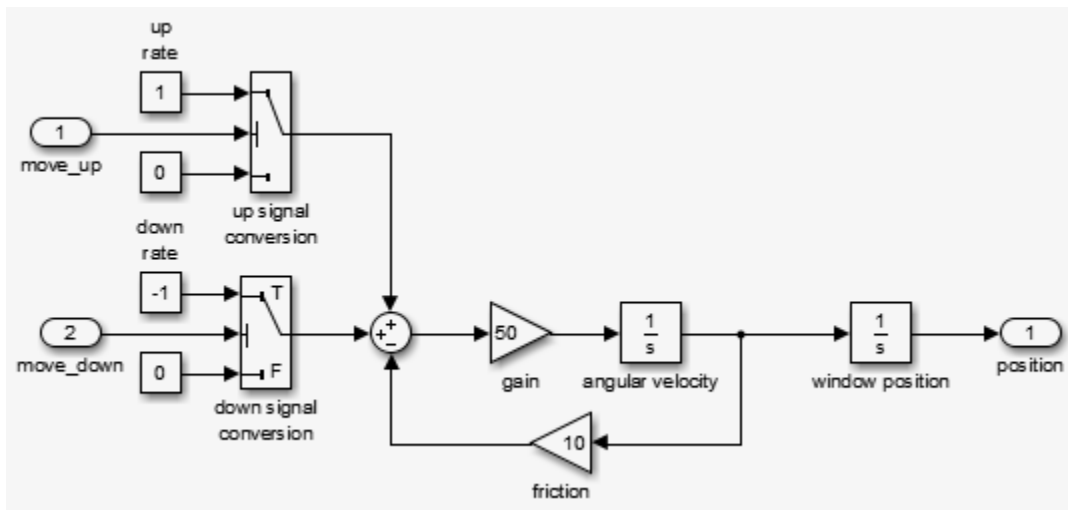 up
rate
1
1
move_up
0
up signal
conversion
down
rate
-1
T
2
move_down
0
F
down signal
conversion
+
+
−
50
gain
1
s
angular velocity
1
s
window position
1
position
10
friction